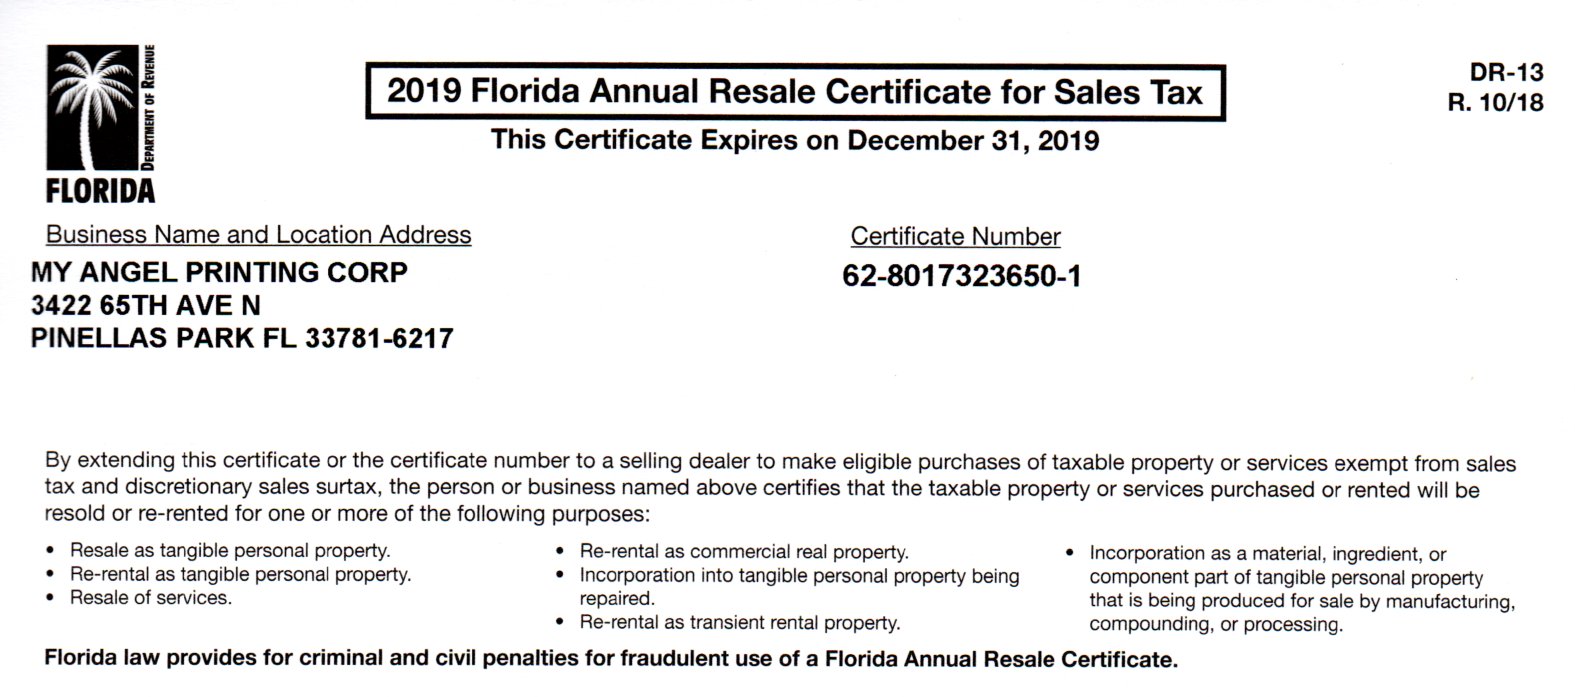 DEPARTMENT OF REVENUE
FLORIDA
2019 Florida Annual Resale Certificate for Sales Tax
This Certificate Expires on December 31, 2019
DR-13
R. 10/18
Business Name and Location Address
MY ANGEL PRINTING CORP
3422 65TH AVE N
PINELLAS PARK FL 33781-6217
Certificate Number
62-8017323650-1
By extending this certificate or the certificate number to a selling dealer to make eligible purchases of taxable property or services exempt from sales
tax and discretionary sales surtax, the person or business named above certifies that the taxable property or services purchased or rented will be
resold or re-rented for one or more of the following purposes:
• Resale as tangible personal property.
• Re-rental as tangible personal property.
• Resale of services.
• Re-rental as commercial real property.
• Incorporation into tangible personal property being
repaired.
• Re-rental as transient rental property.
• Incorporation as a material, ingredient, or
component part of tangible personal property
that is being produced for sale by manufacturing,
compounding, or processing.
Florida law provides for criminal and civil penalties for fraudulent use of a Florida Annual Resale Certificate.